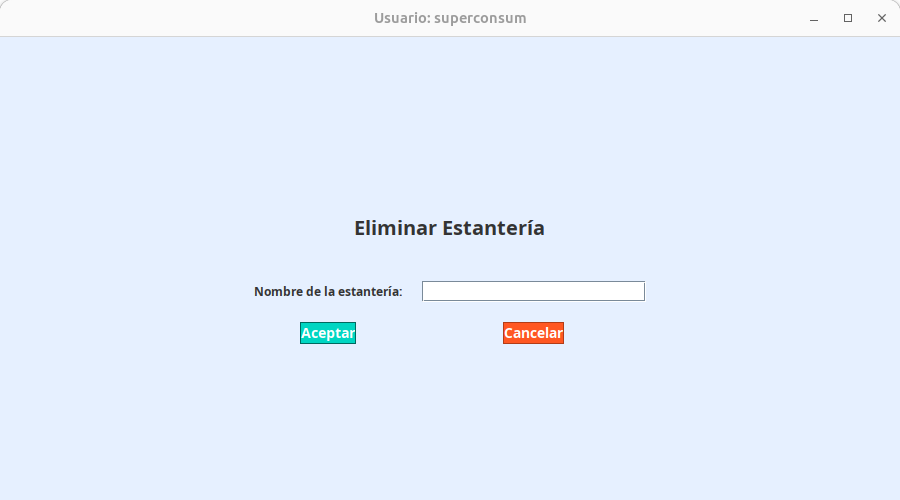 Usuario: superconsum
Eliminar Estantería
Nombre de la estantería:
Aceptar Cancelar